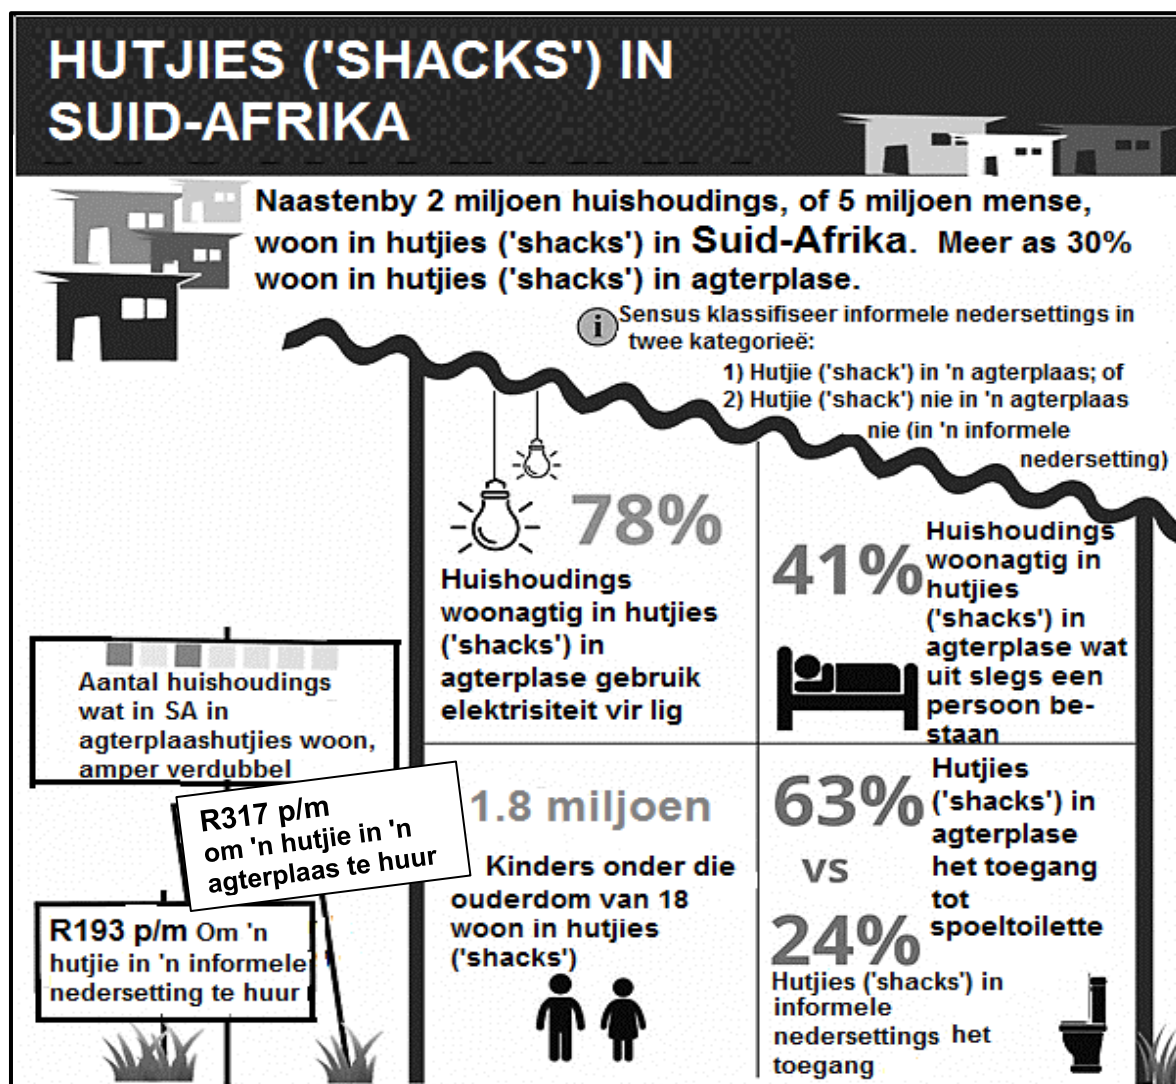 HUTJIES ('SHACKS') IN
SUID-AFRIKA
Naastenby 2 miljoen huishoudings, of 5 miljoen mense,
woon in hutjies ('shacks') in Suid-Afrika. Meer as 30%
woon in hutjies ('shacks') in agterplase.
i
Sensus klassifiseer informele nedersettings in
twee kategorieë:
1) Hutjie ('shack') in 'n agterplaas; of
2) Hutjie ('shack') nie in 'n agterplaas
nie (in 'n informele
nedersetting)
78%
Huishoudings
woonagtig in hutjies
('shacks') in
agterplase gebruik
elektrisiteit vir lig
41%
Huishoudings
woonagtig in
hutjies
('shacks') in
agterplase wat
uit slegs een
persoon be-
staan
Aantal huishoudings
wat in SA in
agterplaashutjies woon,
amper verdubbel
R317 p/m
om 'n hutjie in 'n
agterplaas te huur
R193 p/m Om 'n
hutjie in 'n informele
nedersetting te huur
1.8 miljoen
Kinders onder die
ouderdom van 18
woon in hutjies
('shacks')
63%
Hutjies
('shacks') in
agterplase
het toegang
tot
spoeltoilette
vs
24%
Hutjies ('shacks') in
informele
nedersettings het
toegang